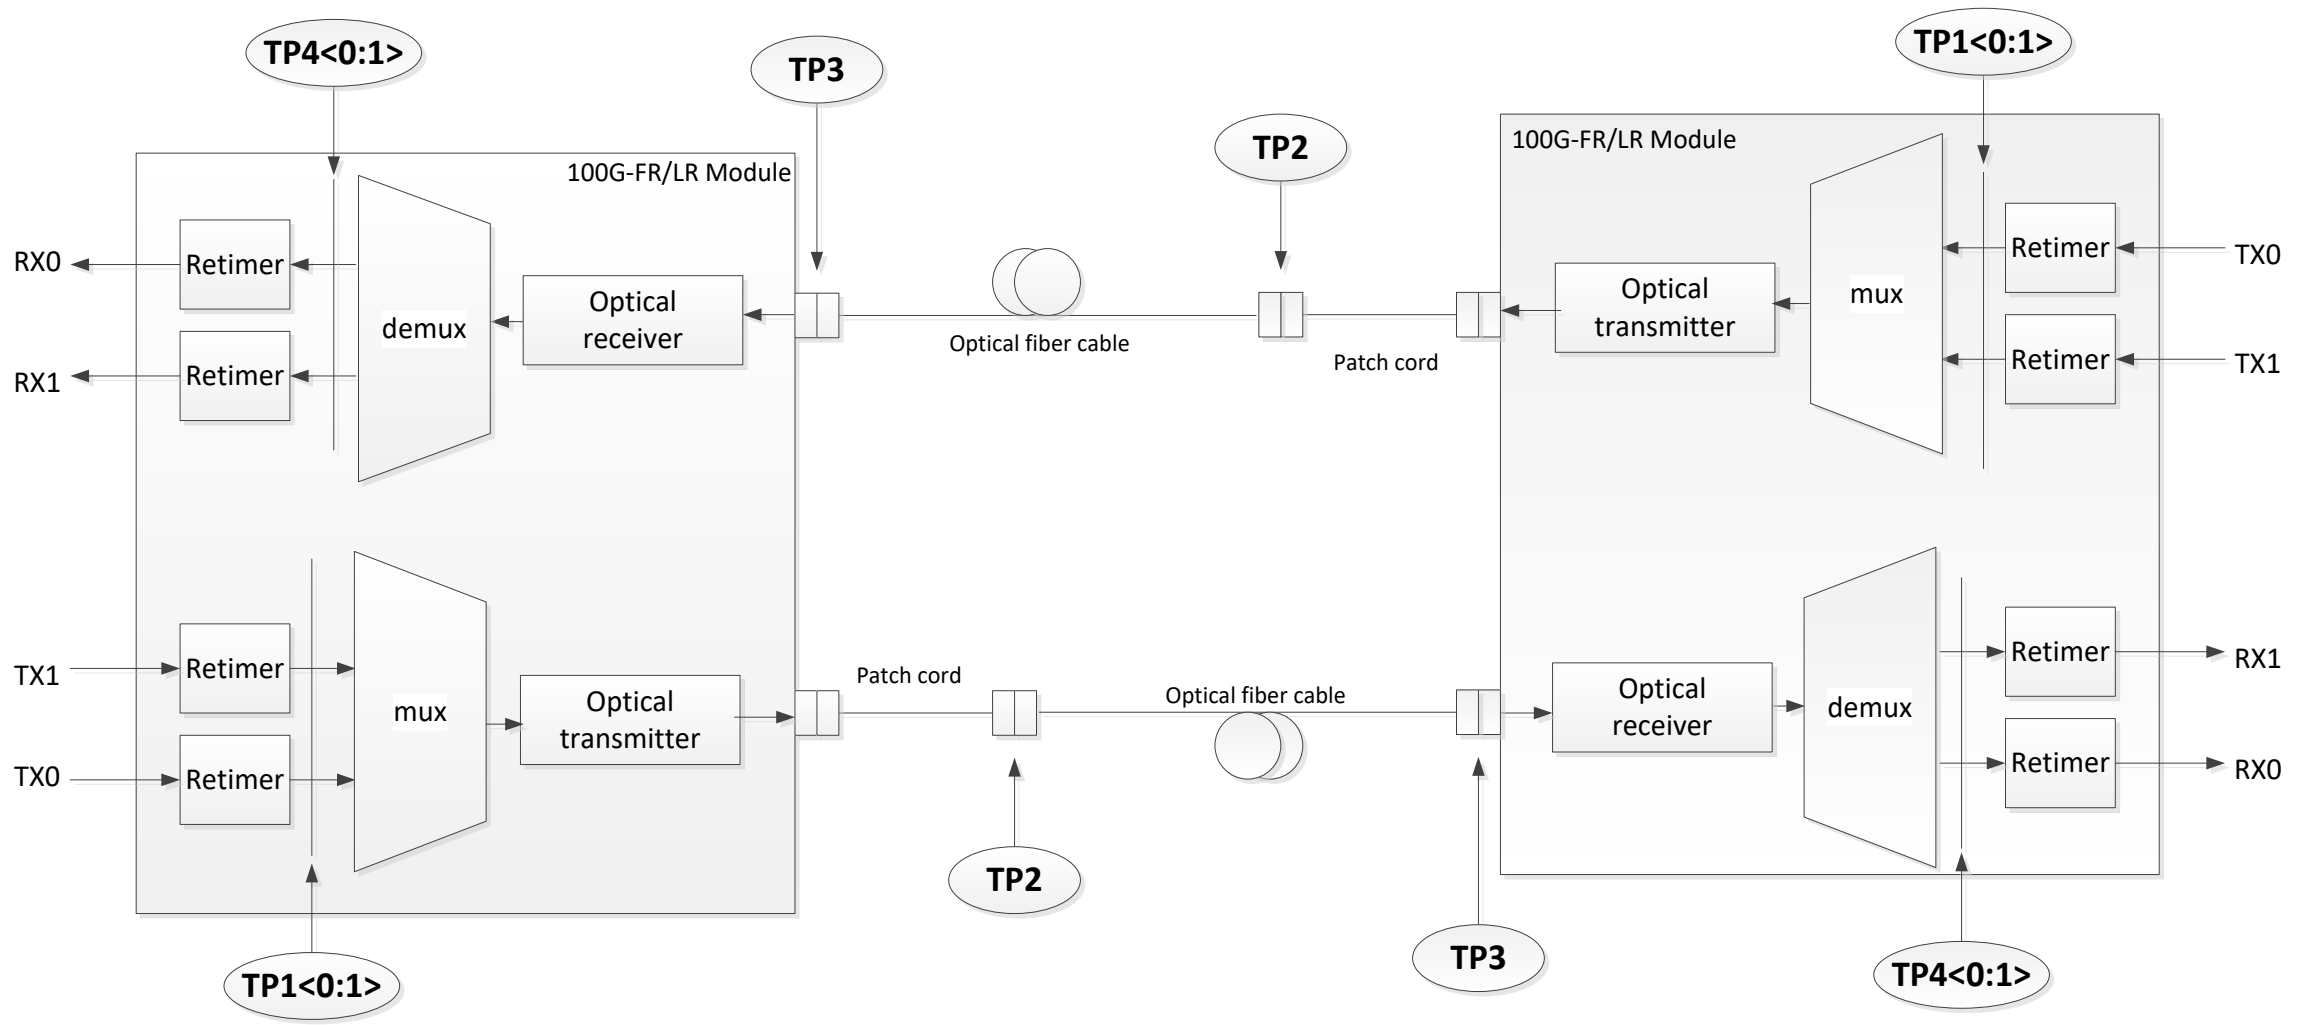 TP4<0:1>
TP3
TP2
TP1<0:1>
100G-FR/LR Module
100G-FR/LR Module
RX0
Retimer
RX1
Retimer
demux
Optical
receiver
Optical fiber cable
Patch cord
Optical
transmitter
mux
Retimer
TX0
Retimer
TX1
TX1
Retimer
TX0
Retimer
mux
Optical
transmitter
Patch cord
Optical fiber cable
Optical
receiver
demux
Retimer
RX1
Retimer
RX0
TP1<0:1>
TP2
TP3
TP4<0:1>